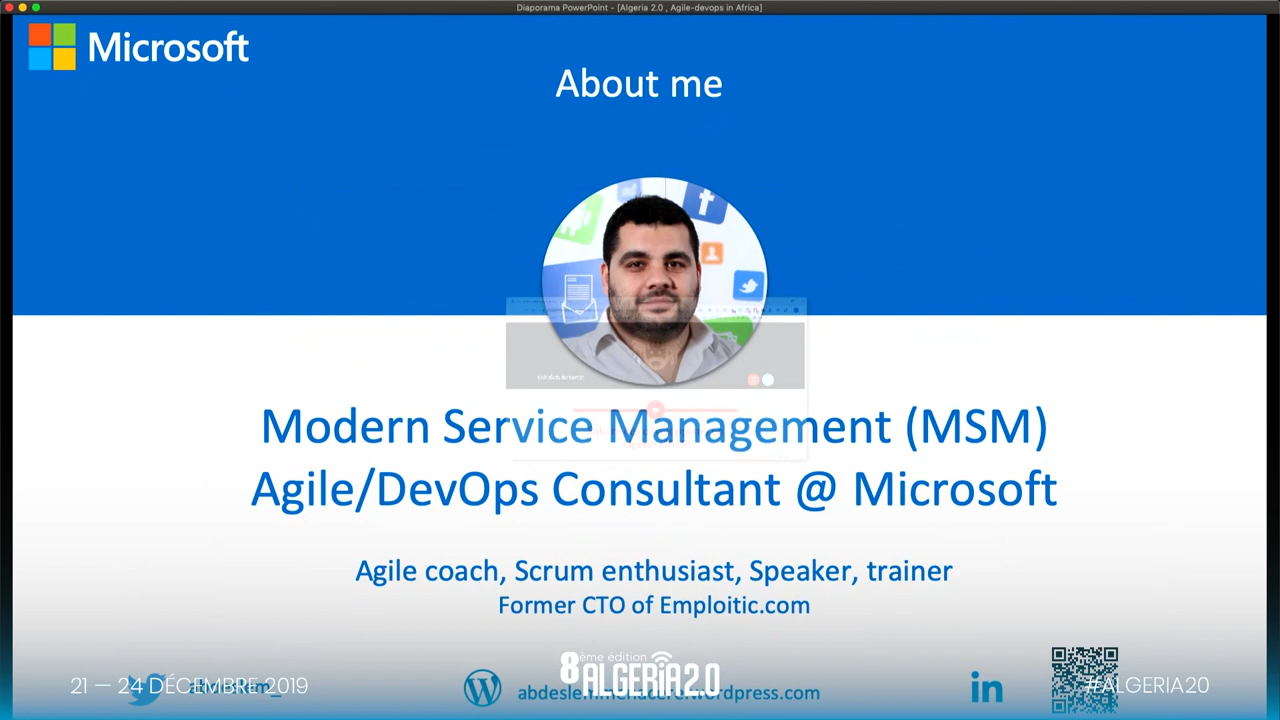 Diaporama PowerPoint - [Algeria 2.0 , Agile-devops in Africa]
Microsoft
About me
Modern Service Management (MSM)
Agile/DevOps Consultant @ Microsoft
Agile coach, Scrum enthusiast, Speaker, trainer
Former CTO of Emploitic.com
8ème édition
ALGERIA2.0
21 — 24 DÉCEMBRE 2019
#ALGERIA20